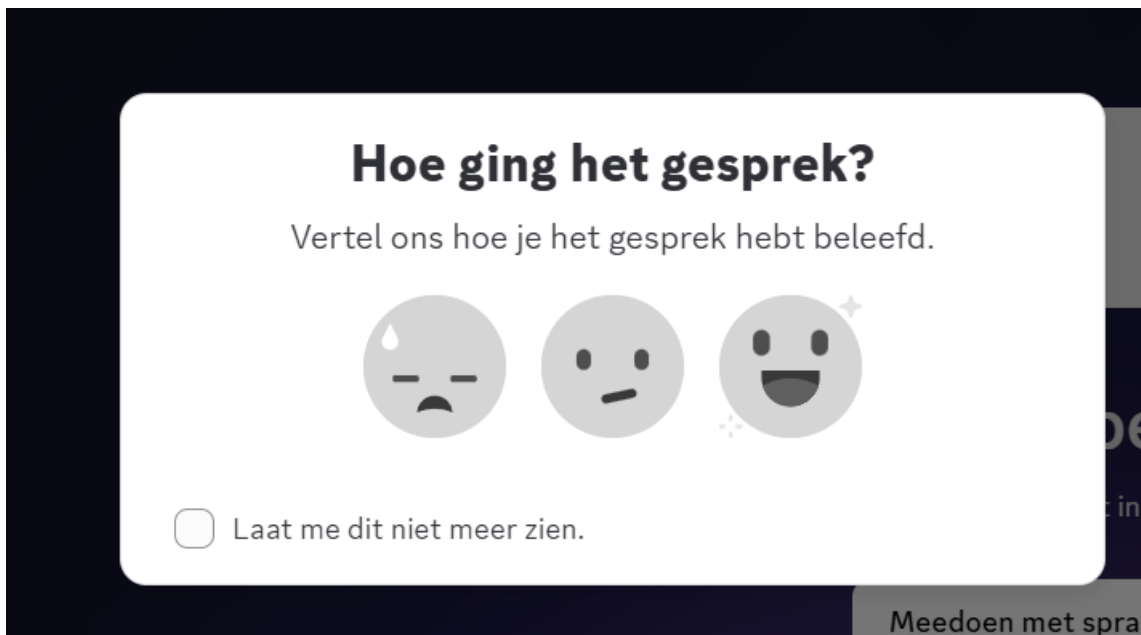 Hoe ging het gesprek?
Vertel ons hoe je het gesprek hebt beleefd.
Laat me dit niet meer zien.
Meedoen met